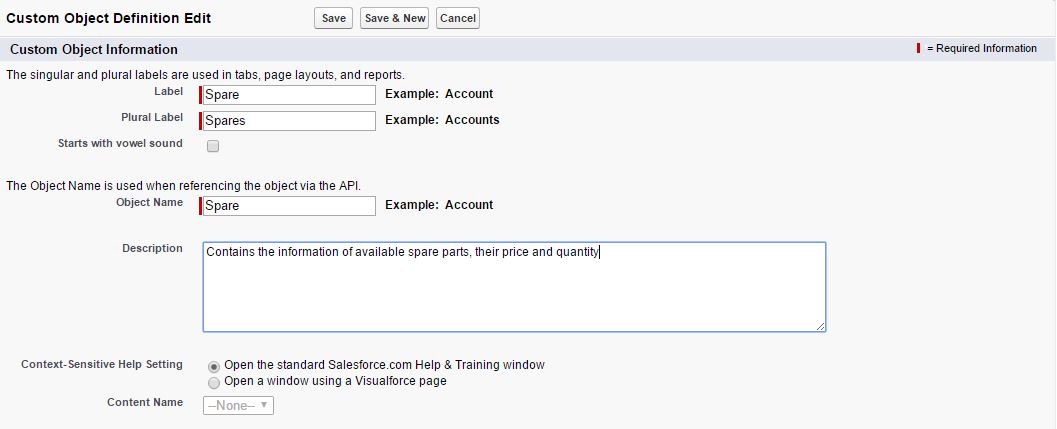 Custom Object Definition Edit Save Save & New Cancel
Custom Object Information = Required Information
The singular and plural labels are used in tabs, page layouts, and reports.
Label Spare Example: Account
Plural Label Spares Example: Accounts
Starts with vowel sound
The Object Name is used when referencing the object via the API.
Object Name Spare Example: Account
Description Contains the information of available spare parts, their price and quantity
Context-Sensitive Help Setting Open the standard Salesforce.com Help & Training window
Open a window using a Visualforce page
Content Name --None--